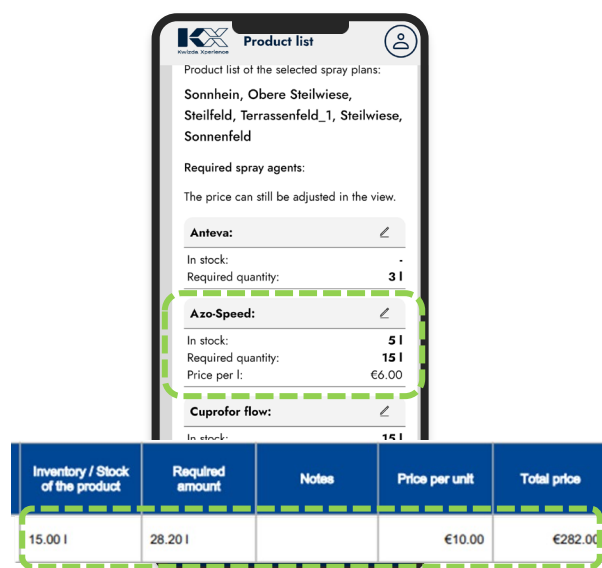 KX
Kwizda Xperience
Product list
Product list of the selected spray plans:
Sonnhein, Obere Steilwiese,
Steilfeld, Terrassenfeld_1, Steilwiese,
Sonnenfeld
Required spray agents:
The price can still be adjusted in the view.
Anteva:
In stock: -
Required quantity: 3 l
Azo-Speed:
In stock: 5 l
Required quantity: 15 l
Price per l: €6.00
Cuprofor flow:
In stock: 15 l
Inventory / Stock of the product Required amount Notes Price per unit Total price
15.00 l 28.20 l €10.00 €282.00